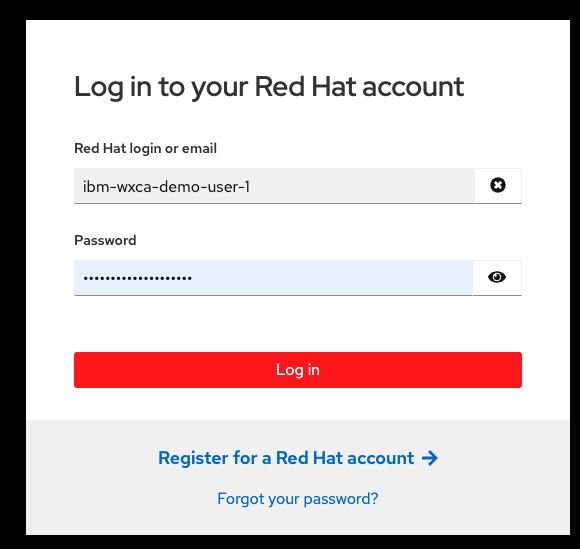 Log in to your Red Hat account
Red Hat login or email
ibm-wxca-demo-user-1
Password
••••••••••••••••••••
Log in
Register for a Red Hat account →
Forgot your password?